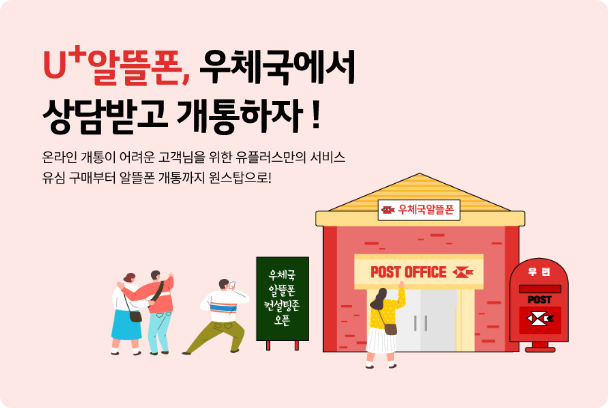 U+알뜰폰, 우체국에서
상담받고 개통하자 !
온라인 개통이 어려운 고객님을 위한 유플러스만의 서비스
유심 구매부터 알뜰폰 개통까지 원스탑으로!
우체국알뜰폰
POST OFFICE
우체국
알뜰폰
컨설팅존
오픈
우 편
POST